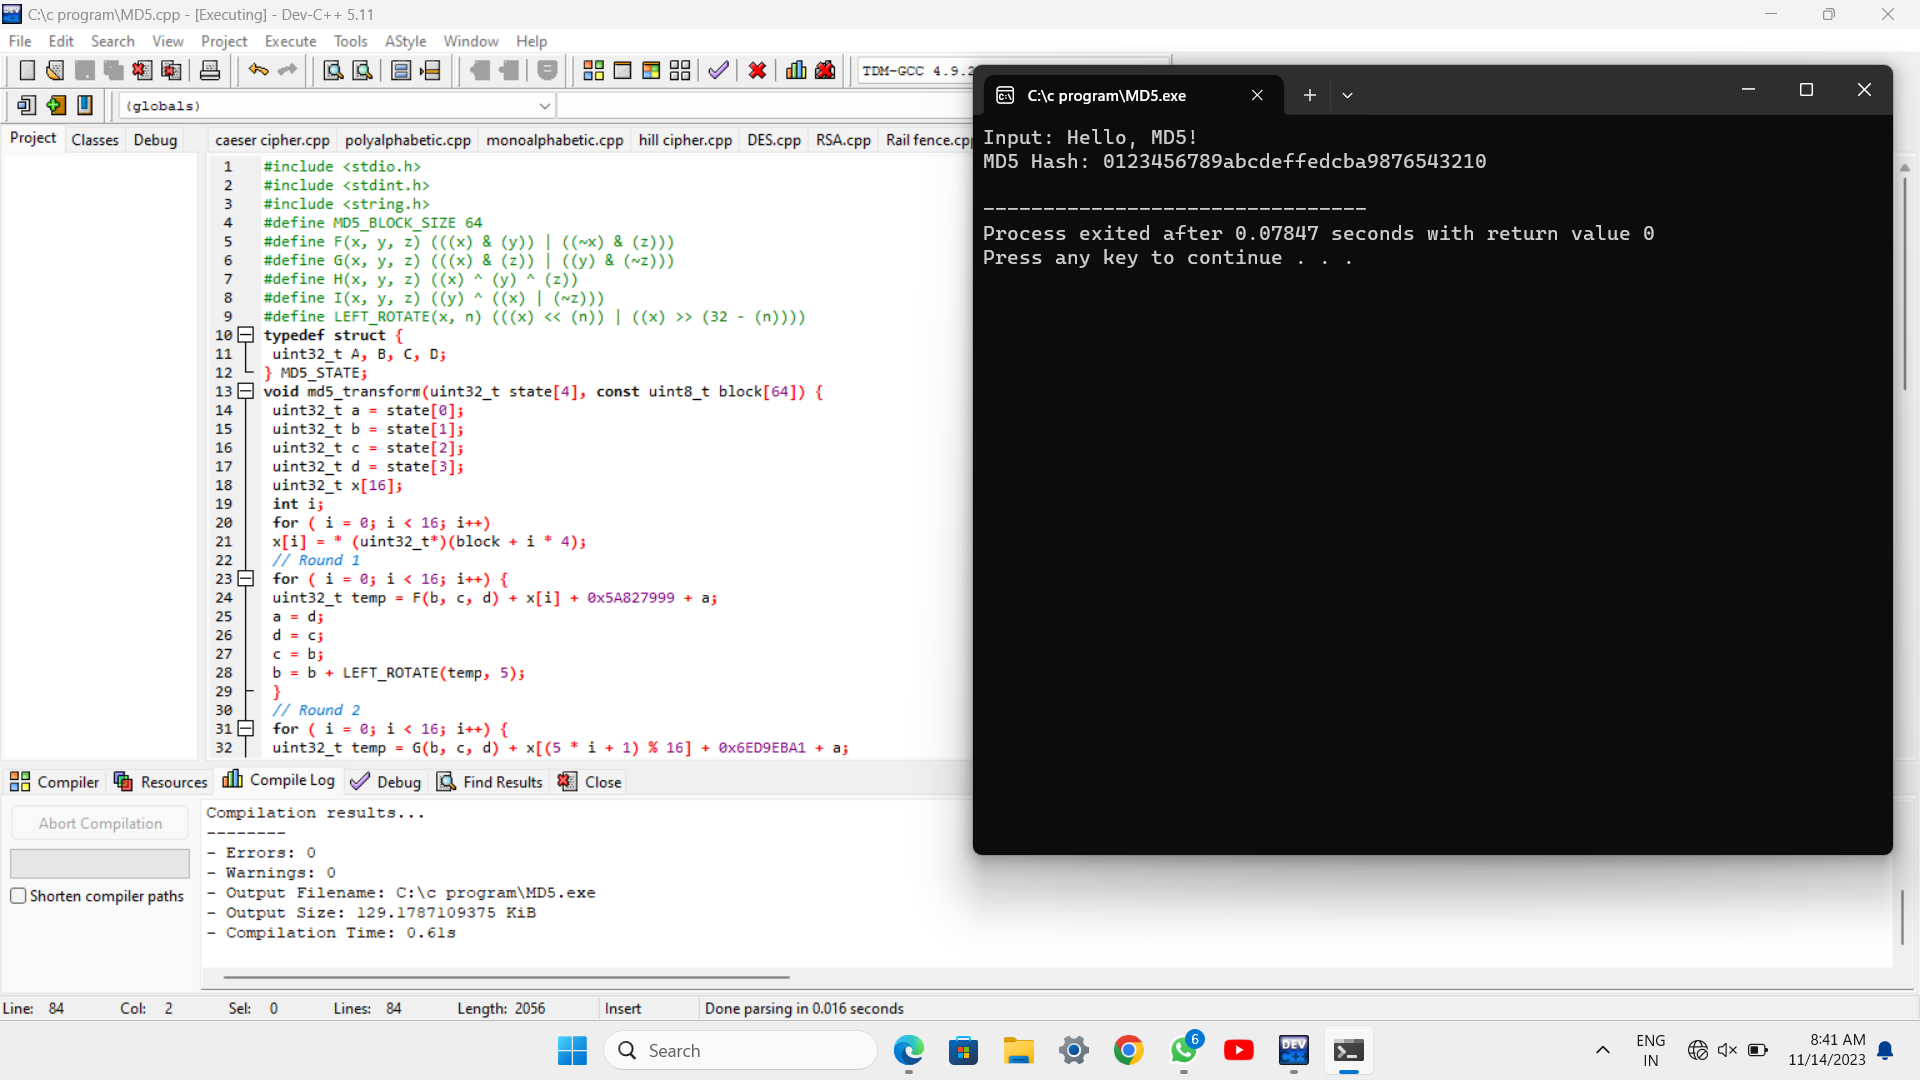 C:\c program\MD5.cpp - [Executing] - Dev-C++ 5.11
File Edit Search View Project Execute Tools AStyle Window Help
TDM-GCC 4.9.2
(globals)
Project Classes Debug
caeser cipher.cpp polyalphabetic.cpp monoalphabetic.cpp hill cipher.cpp DES.cpp RSA.cpp Rail fence.cpp
1 #include <stdio.h>
2 #include <stdint.h>
3 #include <string.h>
4 #define MD5_BLOCK_SIZE 64
5 #define F(x, y, z) (((x) & (y)) | ((~x) & (z)))
6 #define G(x, y, z) (((x) & (z)) | ((y) & (~z)))
7 #define H(x, y, z) ((x) ^ (y) ^ (z))
8 #define I(x, y, z) ((y) ^ ((x) | (~z)))
9 #define LEFT_ROTATE(x, n) (((x) << (n)) | ((x) >> (32 - (n))))
10 typedef struct {
11 uint32_t A, B, C, D;
12 } MD5_STATE;
13 void md5_transform(uint32_t state[4], const uint8_t block[64]) {
14 uint32_t a = state[0];
15 uint32_t b = state[1];
16 uint32_t c = state[2];
17 uint32_t d = state[3];
18 uint32_t x[16];
19 int i;
20 for ( i = 0; i < 16; i++)
21 x[i] = * (uint32_t*)(block + i * 4);
22 // Round 1
23 for ( i = 0; i < 16; i++) {
24 uint32_t temp = F(b, c, d) + x[i] + 0x5A827999 + a;
25 a = d;
26 d = c;
27 c = b;
28 b = b + LEFT_ROTATE(temp, 5);
29 }
30 // Round 2
31 for ( i = 0; i < 16; i++) {
32 uint32_t temp = G(b, c, d) + x[(5 * i + 1) % 16] + 0x6ED9EBA1 + a;
C:\c program\MD5.exe
Input: Hello, MD5!
MD5 Hash: 0123456789abcdeffedcba9876543210
--------------------------------
Process exited after 0.07847 seconds with return value 0
Press any key to continue . . .
Compiler Resources Compile Log Debug Find Results Close
Abort Compilation
Shorten compiler paths
Compilation results...
--------
- Errors: 0
- Warnings: 0
- Output Filename: C:\c program\MD5.exe
- Output Size: 129.1787109375 KiB
- Compilation Time: 0.61s
Line: 84 Col: 2 Sel: 0 Lines: 84 Length: 2056 Insert Done parsing in 0.016 seconds
Search
DEV
6
ENG
IN
8:41 AM
11/14/2023